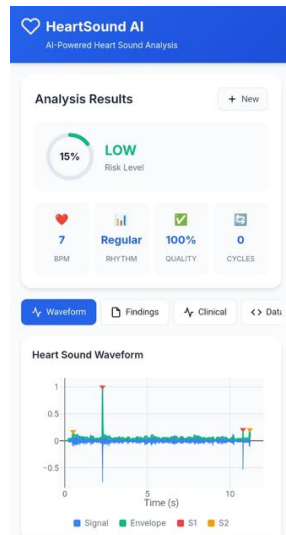 HeartSound AI
AI-Powered Heart Sound Analysis
Analysis Results
+ New
15%
LOW
Risk Level
7
BPM
Regular
RHYTHM
100%
QUALITY
0
CYCLES
Waveform
Findings
Clinical
<> Data
Heart Sound Waveform
1
0.5
0
−0.5
0
5
10
Time (s)
Signal
Envelope
S1
S2